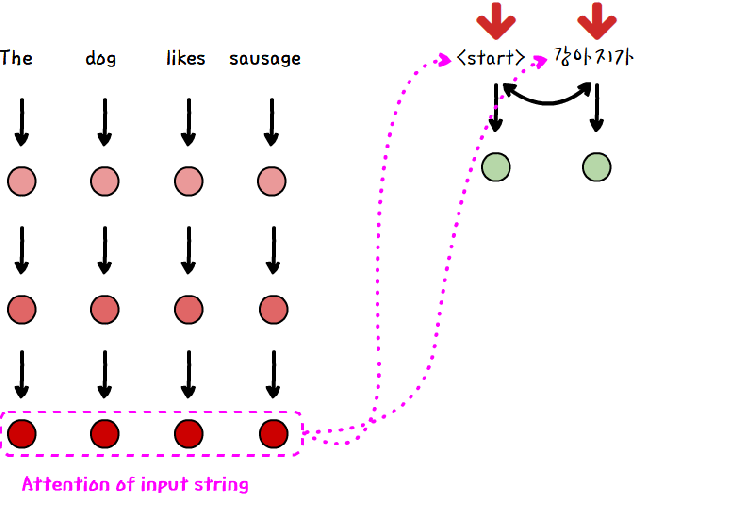 The dog likes sausage
<start> 강아지가
Attention of input string